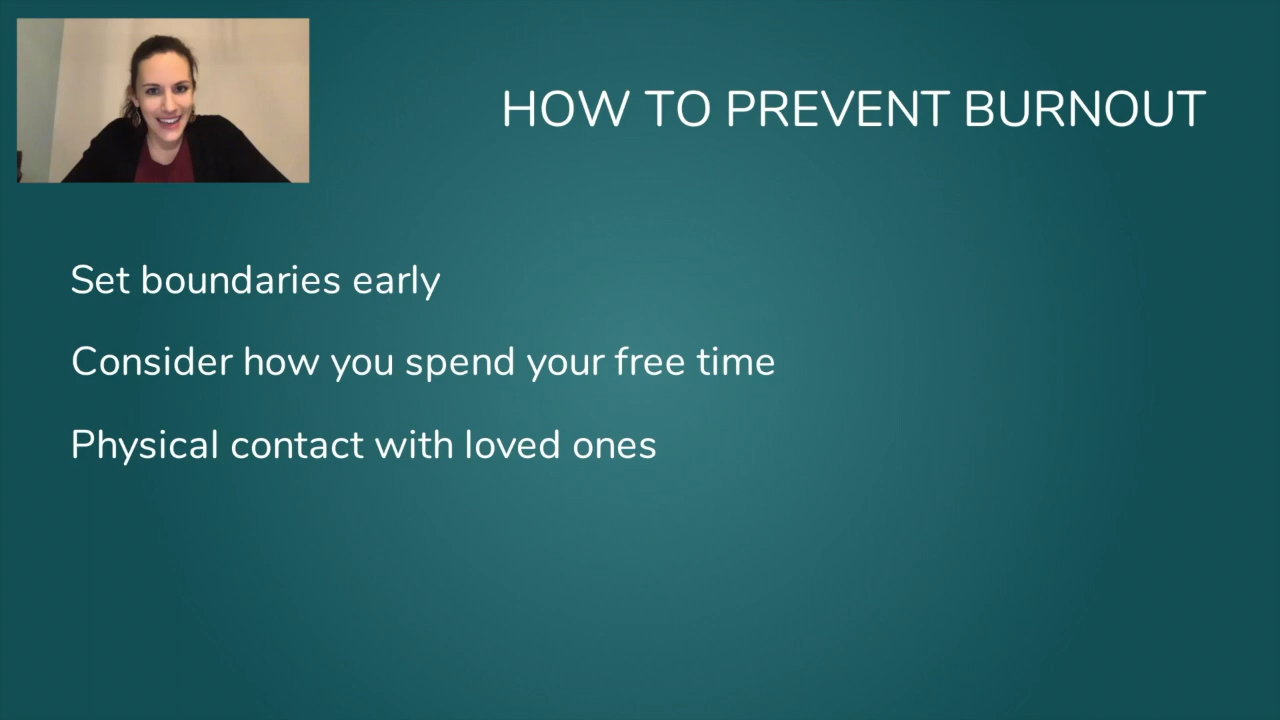 HOW TO PREVENT BURNOUT
Set boundaries early
Consider how you spend your free time
Physical contact with loved ones